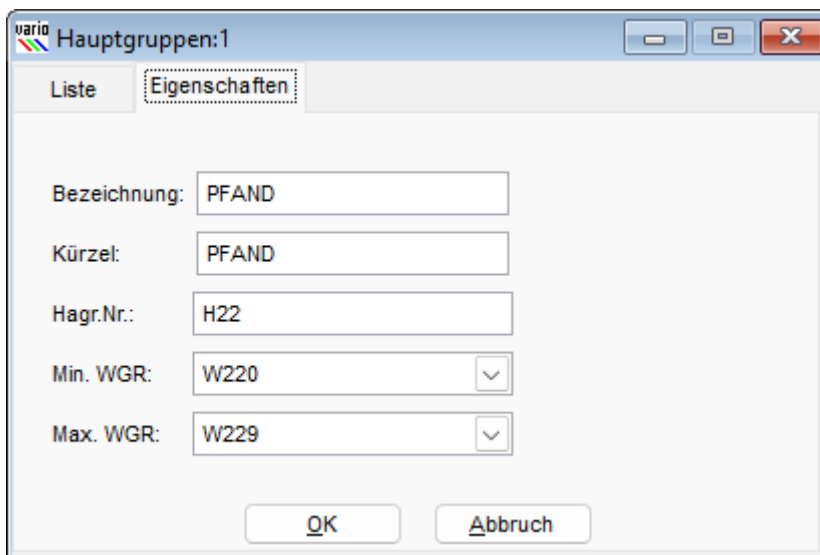 vario Hauptgruppen:1
Liste Eigenschaften
Bezeichnung: PFAND
Kürzel: PFAND
Hagr.Nr.: H22
Min. WGR: W220
Max. WGR: W229
OK Abbruch